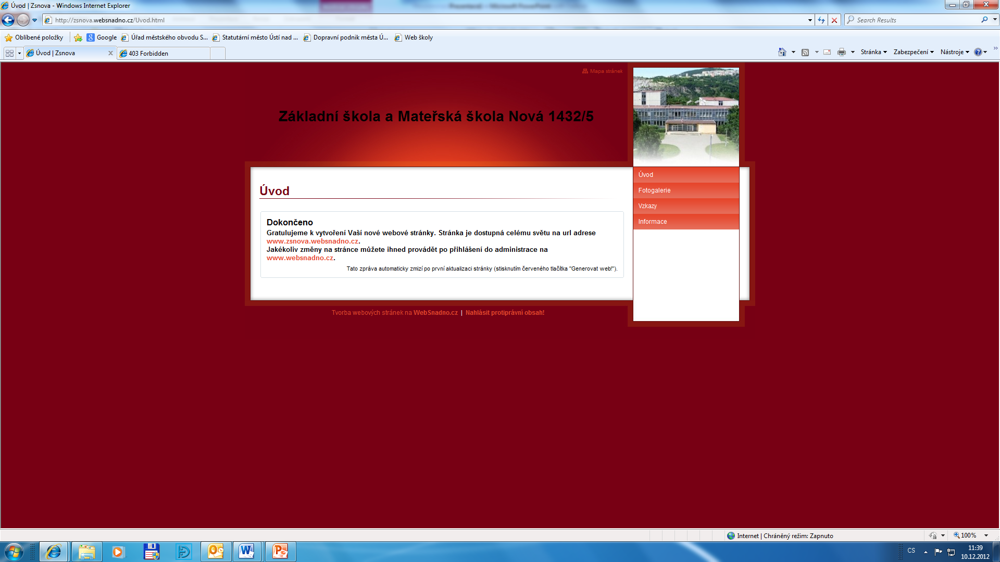 Úvod | Zsnova - Windows Internet Explorer
http://zsnova.websnadno.cz/Uvod.html
Search Results
Oblíbené položky
Google
Úřad městského obvodu S...
Statutární město Ústí nad ...
Dopravní podnik města Ú...
Web školy
Úvod | Zsnova
403 Forbidden
Stránka
Zabezpečení
Nástroje
Mapa stránek
Základní škola a Mateřská škola Nová 1432/5
Úvod
Fotogalerie
Vzkazy
Informace
Úvod
Dokončeno
Gratulujeme k vytvoření Vaší nové webové stránky. Stránka je dostupná celému světu na url adrese
www.zsnova.websnadno.cz.
Jakékoliv změny na stránce můžete ihned provádět po přihlášení do administrace na
www.websnadno.cz.
Tato zpráva automaticky zmizí po první aktualizaci stránky (stisknutím červeného tlačítka "Generovat web!").
Tvorba webových stránek na WebSnadno.cz | Nahlásit protiprávní obsah!
Internet | Chráněný režim: Zapnuto
100%
CS
11:39
10.12.2012